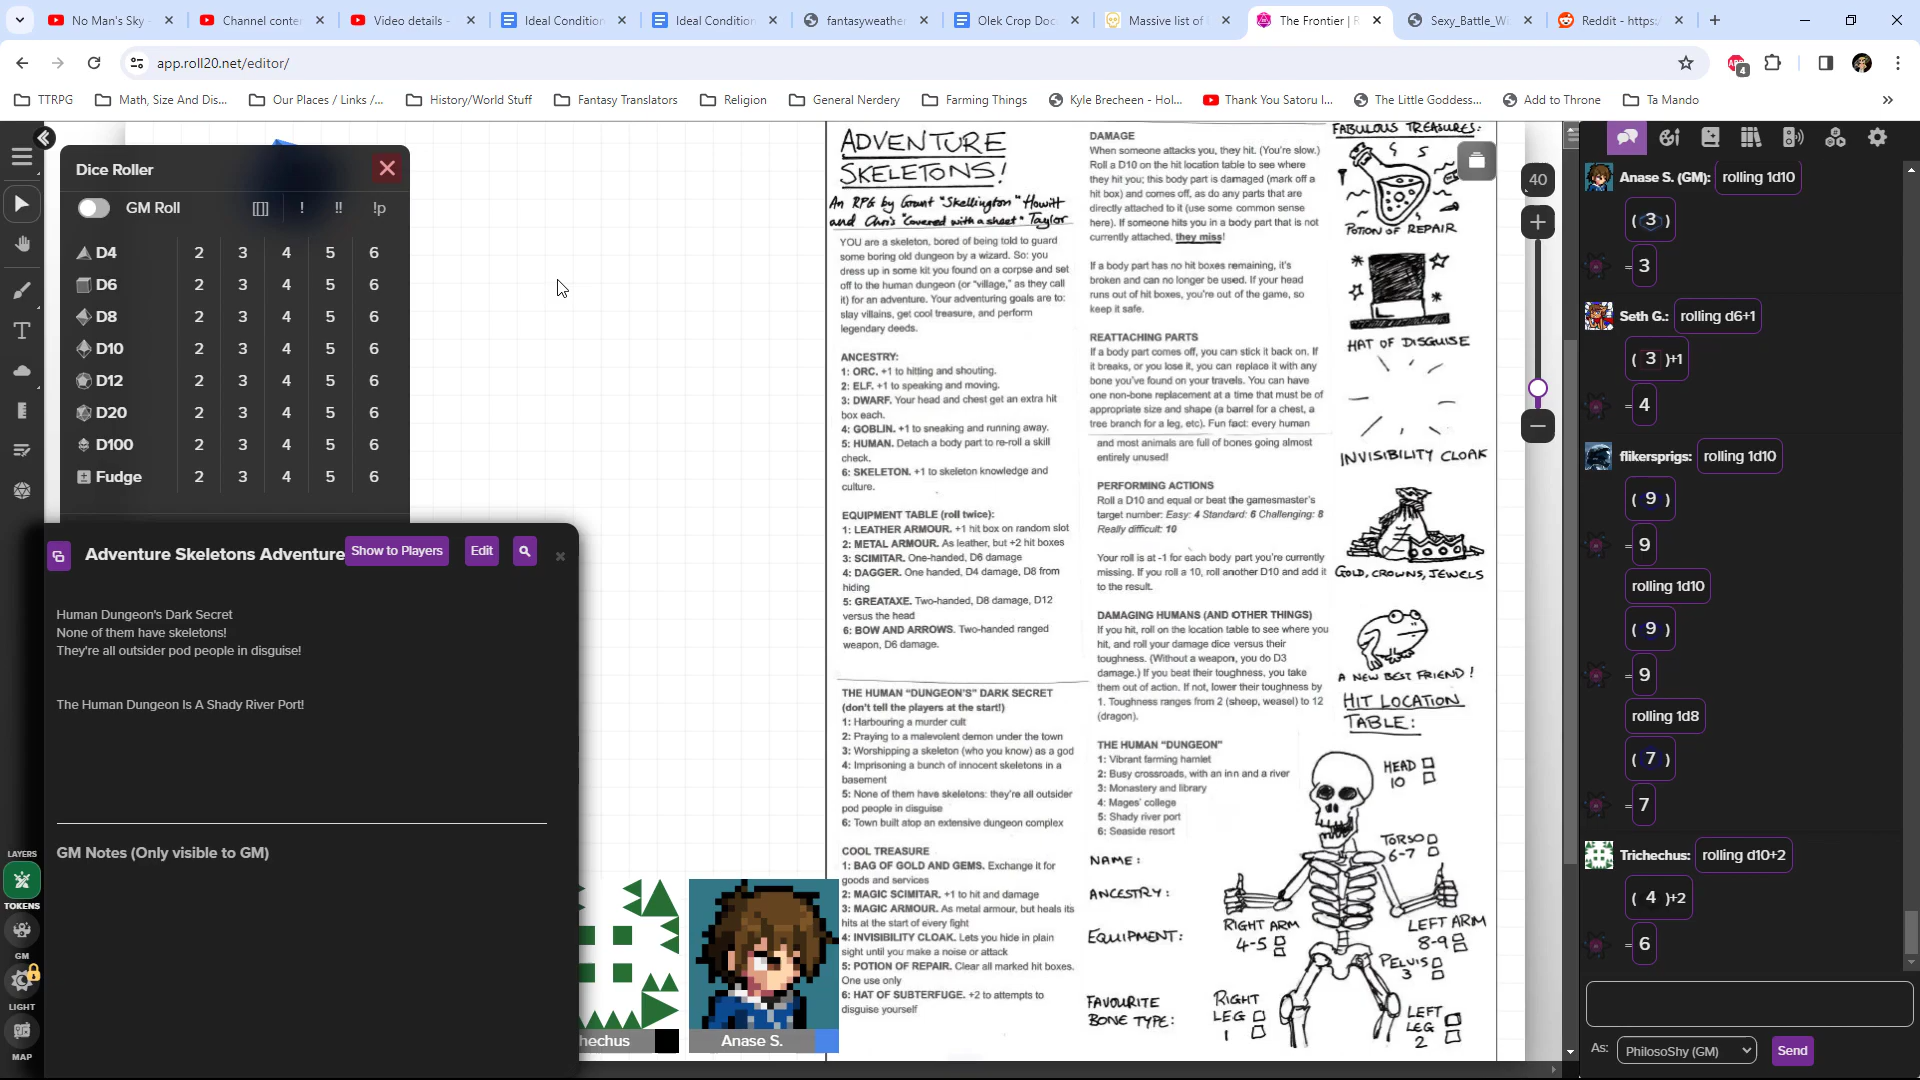 No Man's Sky -
Channel conten
Video details -
Ideal Condition
Ideal Condition
fantasyweather
Olek Crop Doc
Massive list of
The Frontier | R
Sexy_Battle_Wi
Reddit - https:/
app.roll20.net/editor/
4
TTRPG
Math, Size And Dis...
Our Places / Links /...
History/World Stuff
Fantasy Translators
Religion
General Nerdery
Farming Things
Kyle Brecheen - Hol...
Thank You Satoru I...
The Little Goddess...
Add to Throne
Ta Mando
Dice Roller
GM Roll [[]] ! !! !p
D4 2 3 4 5 6
D6 2 3 4 5 6
D8 2 3 4 5 6
D10 2 3 4 5 6
D12 2 3 4 5 6
D20 2 3 4 5 6
D100 2 3 4 5 6
Fudge 2 3 4 5 6
Adventure Skeletons Adventure
Show to Players
Edit
Human Dungeon's Dark Secret
None of them have skeletons!
They're all outsider pod people in disguise!
The Human Dungeon Is A Shady River Port!
GM Notes (Only visible to GM)
LAYERS
TOKENS
GM
LIGHT
MAP
hechus
Anase S.
ADVENTURE
SKELETONS!
An RPG by Grant "Skellington" Howitt
and Chris "Covered with a sheet" Taylor
YOU are a skeleton, bored of being told to guard
some boring old dungeon by a wizard. So: you
dress up in some kit you found on a corpse and set
off to the human dungeon (or "village," as they call
it) for an adventure. Your adventuring goals are to:
slay villains, get cool treasure, and perform
legendary deeds.
ANCESTRY:
1: ORC. +1 to hitting and shouting.
2: ELF. +1 to speaking and moving.
3: DWARF. Your head and chest get an extra hit
box each.
4: GOBLIN. +1 to sneaking and running away.
5: HUMAN. Detach a body part to re-roll a skill
check.
6: SKELETON. +1 to skeleton knowledge and
culture.
EQUIPMENT TABLE (roll twice):
1: LEATHER ARMOUR. +1 hit box on random slot
2: METAL ARMOUR. As leather, but +2 hit boxes
3: SCIMITAR. One-handed, D6 damage
4: DAGGER. One handed, D4 damage, D8 from
hiding
5: GREATAXE. Two-handed, D8 damage, D12
versus the head
6: BOW AND ARROWS. Two-handed ranged
weapon, D6 damage.
THE HUMAN "DUNGEON'S" DARK SECRET
(don't tell the players at the start!)
1: Harbouring a murder cult
2: Praying to a malevolent demon under the town
3: Worshipping a skeleton (who you know) as a god
4: Imprisoning a bunch of innocent skeletons in a
basement
5: None of them have skeletons: they're all outsider
pod people in disguise
6: Town built atop an extensive dungeon complex
COOL TREASURE
1: BAG OF GOLD AND GEMS. Exchange it for
goods and services
2: MAGIC SCIMITAR. +1 to hit and damage
3: MAGIC ARMOUR. As metal armour, but heals its
hits at the start of every fight
4: INVISIBILITY CLOAK. Lets you hide in plain
sight until you make a noise or attack
5: POTION OF REPAIR. Clear all marked hit boxes.
One use only
6: HAT OF SUBTERFUGE. +2 to attempts to
disguise yourself
DAMAGE
When someone attacks you, they hit. (You're slow.)
Roll a D10 on the hit location table to see where
they hit you; this body part is damaged (mark off a
hit box) and comes off, as do any parts that are
directly attached to it (use some common sense
here). If someone hits you in a body part that is not
currently attached, they miss!
If a body part has no hit boxes remaining, it's
broken and can no longer be used. If your head
runs out of hit boxes, you're out of the game, so
keep it safe.
REATTACHING PARTS
If a body part comes off, you can stick it back on. If
it breaks, or you lose it, you can replace it with any
bone you've found on your travels. You can have
one non-bone replacement at a time that must be of
appropriate size and shape (a barrel for a chest, a
tree branch for a leg, etc). Fun fact: every human
and most animals are full of bones going almost
entirely unused!
PERFORMING ACTIONS
Roll a D10 and equal or beat the gamesmaster's
target number: Easy: 4 Standard: 6 Challenging: 8
Really difficult: 10
Your roll is at -1 for each body part you're currently
missing. If you roll a 10, roll another D10 and add it
to the result.
DAMAGING HUMANS (AND OTHER THINGS)
If you hit, roll on the location table to see where you
hit, and roll your damage dice versus their
toughness. (Without a weapon, you do D3
damage.) If you beat their toughness, you take
them out of action. If not, lower their toughness by
1. Toughness ranges from 2 (sheep, weasel) to 12
(dragon).
THE HUMAN "DUNGEON"
1: Vibrant farming hamlet
2: Busy crossroads, with an inn and a river
3: Monastery and library
4: Mages' college
5: Shady river port
6: Seaside resort
NAME:
ANCESTRY:
EQUIPMENT:
FAVOURITE
BONE TYPE:
FABULOUS TREASURES:
POTION OF REPAIR
HAT OF DISGUISE
INVISIBILITY CLOAK
GOLD, CROWNS, JEWELS
A NEW BEST FRIEND!
HIT LOCATION
TABLE:
HEAD
10
TORSO
6-7
RIGHT ARM
4-5
LEFT ARM
8-9
PELVIS
3
RIGHT
LEG
1
LEFT
LEG
2
40
Anase S. (GM): rolling 1d10
( 3 )
= 3
Seth G.: rolling d6+1
( 3 )+1
= 4
flikersprigs: rolling 1d10
( 9 )
= 9
rolling 1d10
( 9 )
= 9
rolling 1d8
( 7 )
= 7
Trichechus: rolling d10+2
( 4 )+2
= 6
As: PhilosoShy (GM)
Send